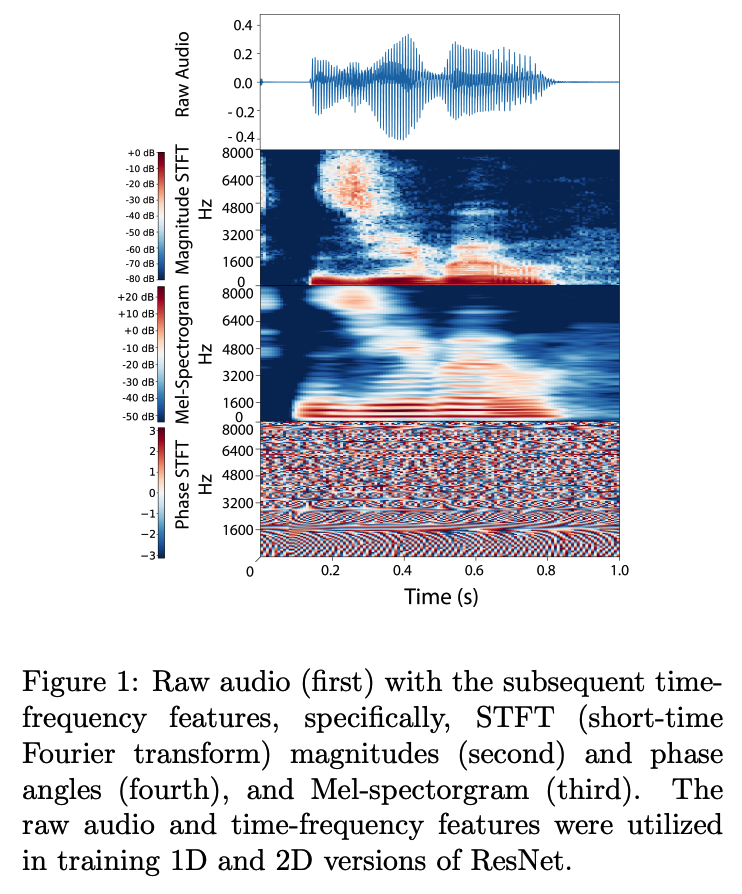 Raw Audio
0.4
0.2
0.0
- 0.2
- 0.4
+0 dB
-10 dB
-20 dB
-30 dB
-40 dB
-50 dB
-60 dB
-70 dB
-80 dB
Magnitude STFT
Hz
8000
6400
4800
3200
1600
0
+20 dB
+10 dB
+0 dB
-10 dB
-20 dB
-30 dB
-40 dB
-50 dB
Mel-Spectrogram
Hz
8000
6400
4800
3200
1600
0
3
2
1
0
−1
−2
−3
Phase STFT
Hz
8000
6400
4800
3200
1600
0
0.2
0.4
0.6
0.8
1.0
Time (s)
Figure 1: Raw audio (first) with the subsequent time-
frequency features, specifically, STFT (short-time
Fourier transform) magnitudes (second) and phase
angles (fourth), and Mel-spectorgram (third). The
raw audio and time-frequency features were utilized
in training 1D and 2D versions of ResNet.